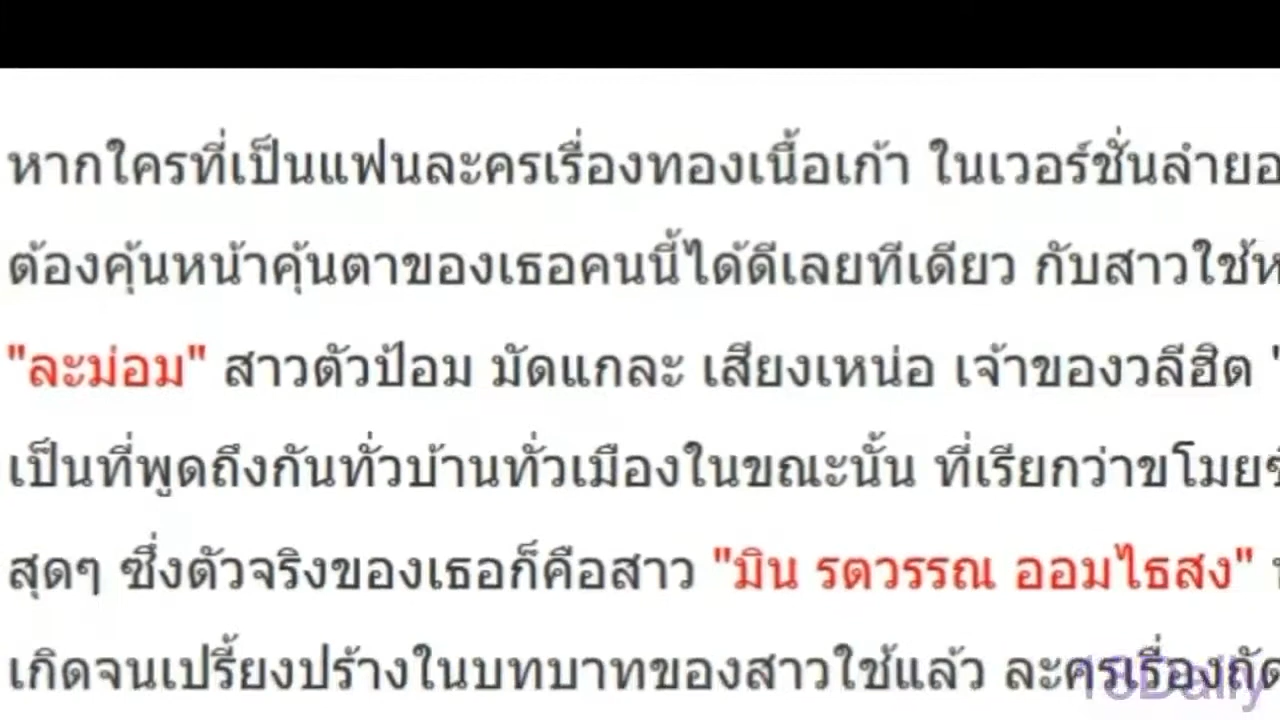 หากใครที่เป็นแฟนละครเรื่องทองเนื้อเก้า ในเวอร์ชั่นลำยอ
ต้องคุ้นหน้าคุ้นตาของเธอคนนี้ได้ดีเลยทีเดียว กับสาวใช้ห
"ละม่อม" สาวตัวป้อม มัดแกละ เสียงเหน่อ เจ้าของวลีฮิต "
เป็นที่พูดถึงกันทั่วบ้านทั่วเมืองในขณะนั้น ที่เรียกว่าขโมยซี
สุดๆ ซึ่งตัวจริงของเธอก็คือสาว "มิน รตวรรณ ออมไธสง"
เกิดจนเปรี้ยงปร้างในบทบาทของสาวใช้แล้ว ละครเรื่องถัด
13Daily